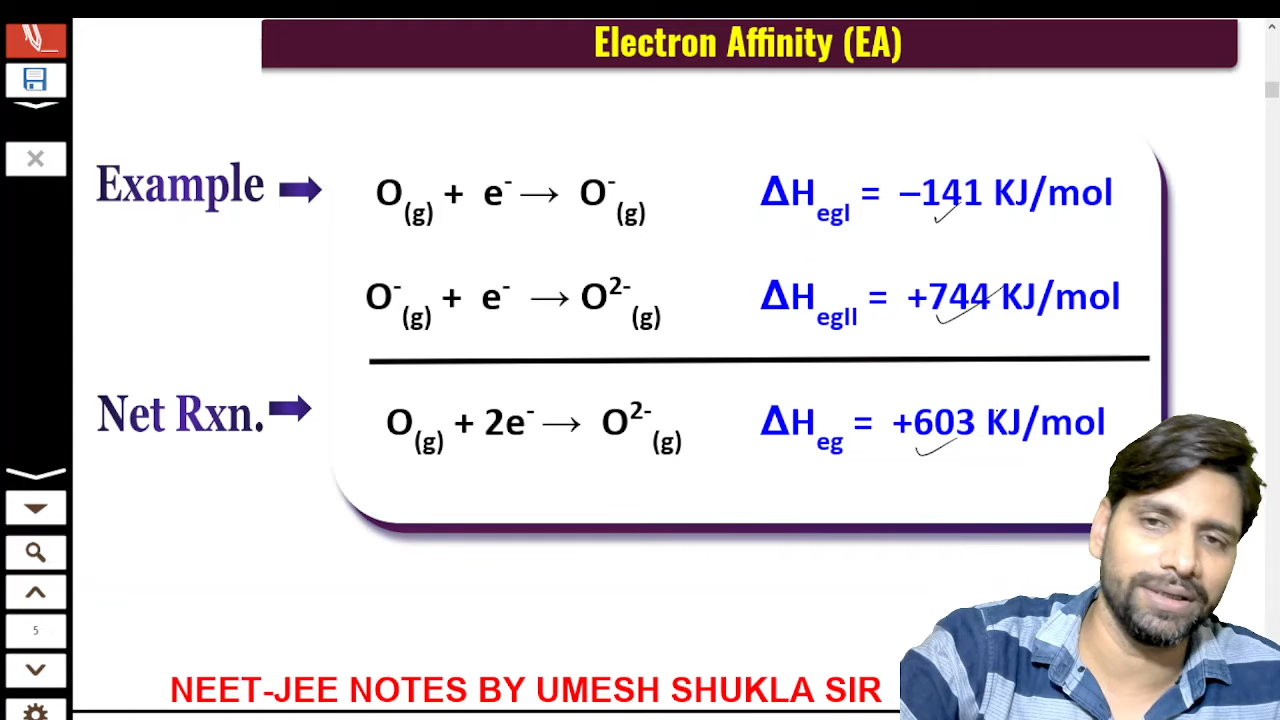 Electron Affinity (EA)
Example ➡ O(g) + e⁻ → O⁻(g) ΔHegI = –141 KJ/mol
O⁻(g) + e⁻ → O²⁻(g) ΔHegII = +744 KJ/mol
Net Rxn. ➡ O(g) + 2e⁻ → O²⁻(g) ΔHeg = +603 KJ/mol
5
NEET-JEE NOTES BY UMESH SHUKLA SIR